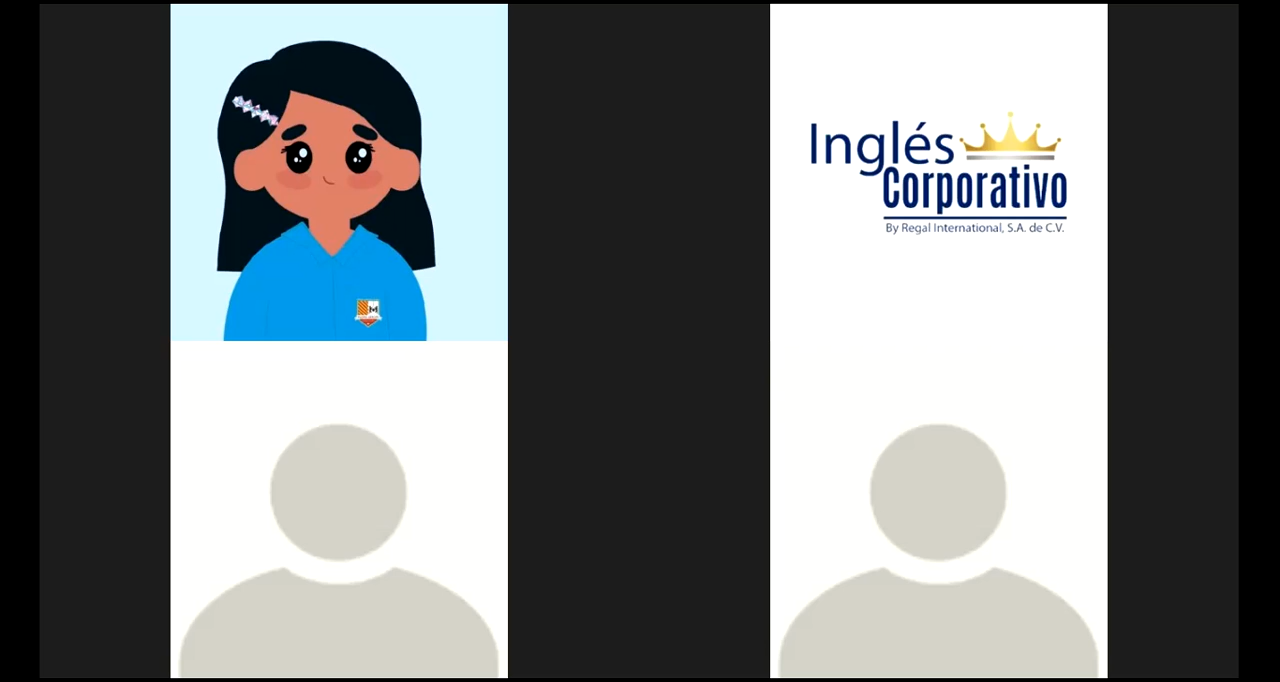 Inglés
Corporativo
By Regal International, S.A. de C.V.
M